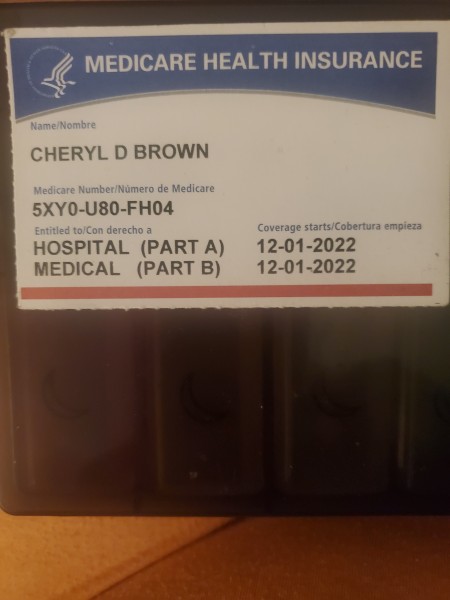 MEDICARE HEALTH INSURANCE
Name/Nombre
CHERYL D BROWN
Medicare Number/Número de Medicare
5XY0-U80-FH04
Entitled to/Con derecho a Coverage starts/Cobertura empieza
HOSPITAL (PART A) 12-01-2022
MEDICAL (PART B) 12-01-2022